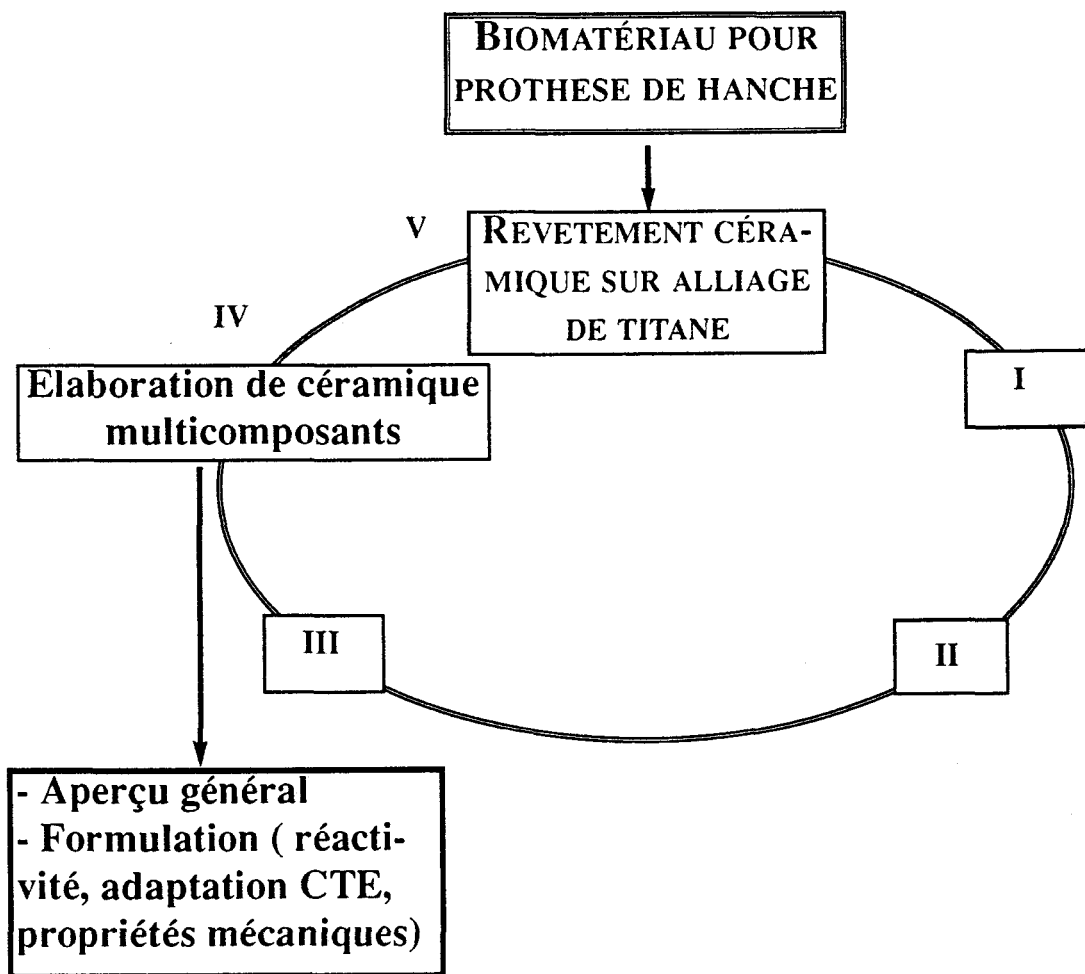 BIOMATÉRIAU POUR
PROTHESE DE HANCHE
V
REVETEMENT CÉRA-
MIQUE SUR ALLIAGE
DE TITANE
IV
Elaboration de céramique
multicomposants
I
III
II
- Aperçu général
- Formulation ( réacti-
vité, adaptation CTE,
propriétés mécaniques)